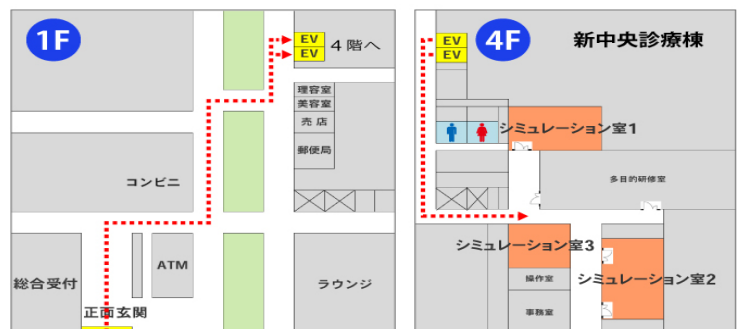 1F
EV
EV
4階へ
理容室
美容室
売店
郵便局
コンビニ
ATM
総合受付
正面玄関
ラウンジ
EV
EV
4F
新中央診療棟
シミュレーション室1
多目的研修室
シミュレーション室3
操作室
シミュレーション室2
事務室